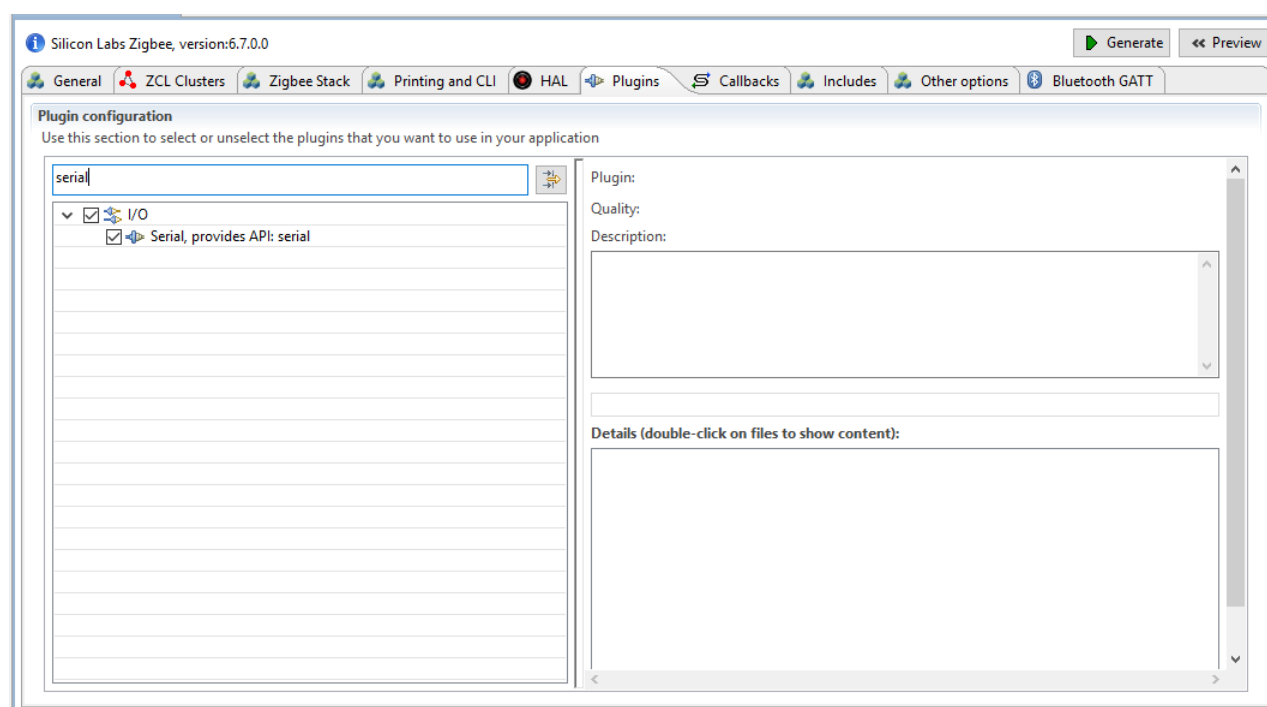 Silicon Labs Zigbee, version:6.7.0.0
Generate
Preview
General ZCL Clusters Zigbee Stack Printing and CLI HAL Plugins Callbacks Includes Other options Bluetooth GATT
Plugin configuration
Use this section to select or unselect the plugins that you want to use in your application
serial
I/O
Serial, provides API: serial
Plugin:
Quality:
Description:
Details (double-click on files to show content):